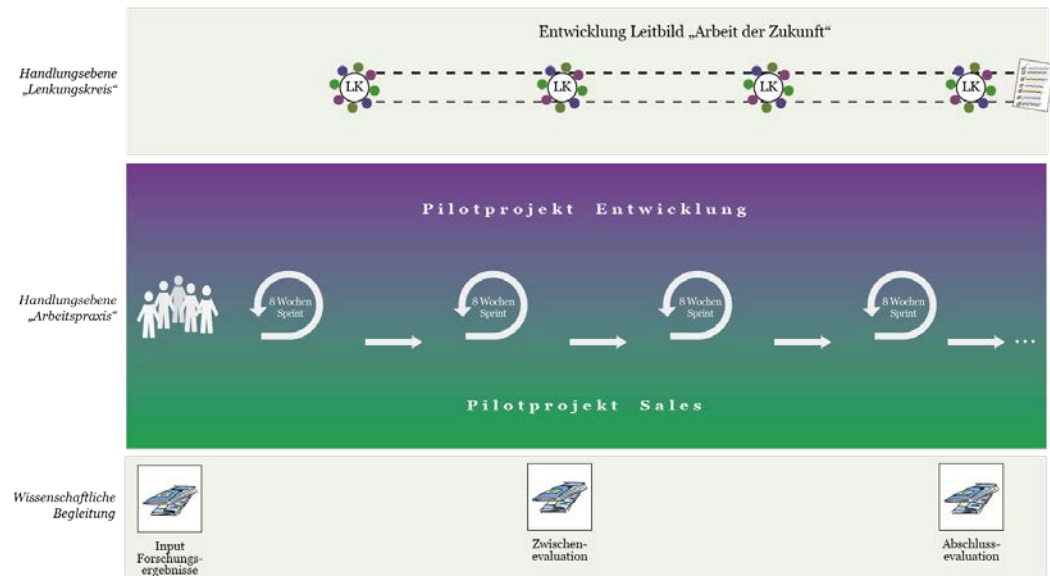 Entwicklung Leitbild „Arbeit der Zukunft“
Handlungsebene
„Lenkungskreis“
LK
LK
LK
LK
Pilotprojekt Entwicklung
Handlungsebene
„Arbeitspraxis“
8 Wochen
Sprint
8 Wochen
Sprint
8 Wochen
Sprint
8 Wochen
Sprint
...
Pilotprojekt Sales
Wissenschaftliche
Begleitung
Input
Forschungs-
ergebnisse
Zwischen-
evaluation
Abschluss-
evaluation